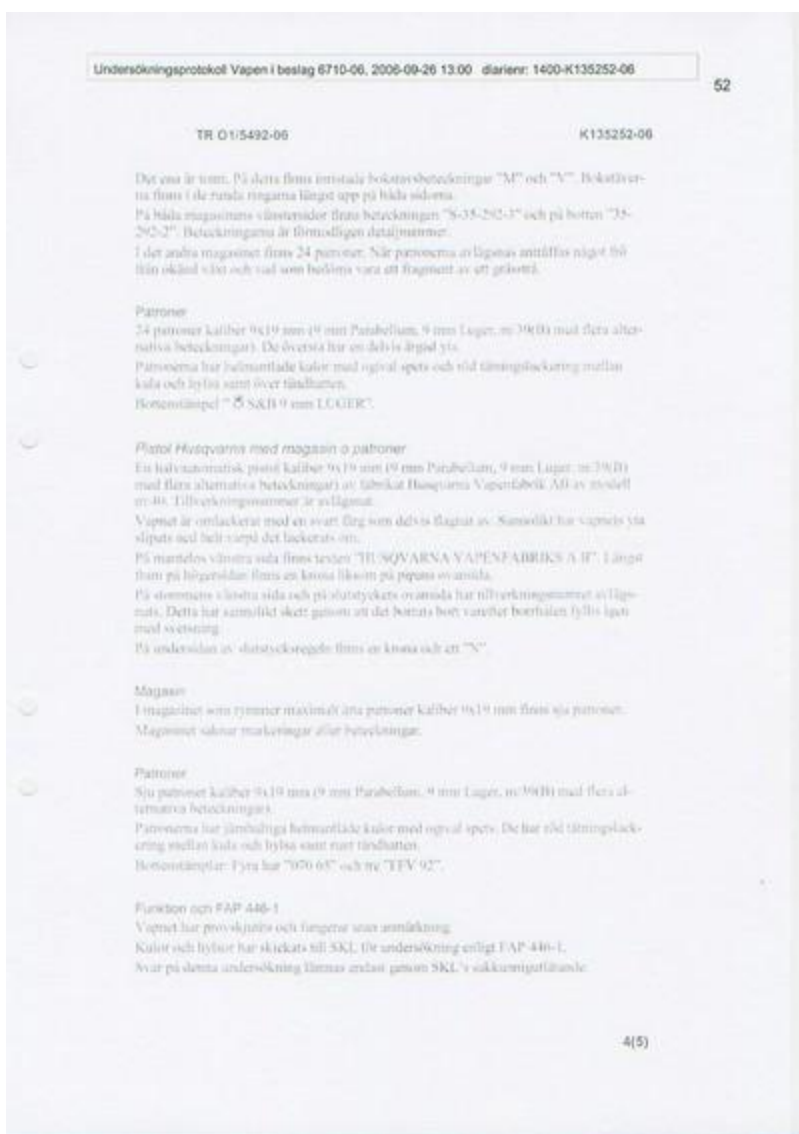 Undersökningsprotokoll Vapen i beslag 6710-06, 2006-09-26 13:00 diarienr: 1400-K135252-06
52
TR O1/5492-06 K135252-06
Det ena är tomt. På detta finns inristade bokstavsbeteckningar "M" och "V". Bokstäver-
na finns i de runda ringarna längst upp på båda sidorna.
På båda magasinens vänstersidor finns beteckningen "S-35-292-3" och på botten "35-
292-2". Beteckningarna är förmodligen detaljnummer.
I det andra magasinet finns 24 patroner. När patronerna avlägsnas anträffas något frö
från okänd växt och vad som bedöms vara ett fragment av ett grässtrå.
Patroner
24 patroner kaliber 9x19 mm (9 mm Parabellum, 9 mm Luger, m/39(B) med flera alter-
nativa beteckningar). De översta har en delvis ärgad yta.
Patronerna har helmantlade kulor med ogival spets och röd tätningslackering mellan
kula och hylsa samt över tändhatten.
Bottenstämpel " S&B 9 mm LUGER".
Pistol Husqvarna med magasin o patroner
En halvautomatisk pistol kaliber 9x19 mm (9 mm Parabellum, 9 mm Luger, m/39(B)
med flera alternativa beteckningar) av fabrikat Husqvarna Vapenfabrik AB av modell
m/40. Tillverkningsnummer är avlägsnat.
Vapnet är omlackerat med en svart färg som delvis flagnat av. Sannolikt har vapnets yta
slipats ned helt varpå det lackerats om.
På mantelns vänstra sida finns texten "HUSQVARNA VAPENFABRIKS A B". Längst
fram på högersidan finns en krona liksom på pipans ovansida.
På stommens vänstra sida och på slutstyckets ovansida har tillverkningsnumret avlägs-
nats. Detta har sannolikt skett genom att det borrats bort varefter borrhålen fyllts igen
med svetsning.
På undersidan av slutstycksregeln finns en krona och ett "N".
Magasin
I magasinet som rymmer maximalt åtta patroner kaliber 9x19 mm finns sju patroner.
Magasinet saknar markeringar eller beteckningar.
Patroner
Sju patroner kaliber 9x19 mm (9 mm Parabellum, 9 mm Luger, m/39(B) med flera al-
ternativa beteckningar).
Patronerna har järnhaltiga helmantlade kulor med ogival spets. De har röd tätningslack-
ering mellan kula och hylsa samt runt tändhatten.
Bottenstämplar: Fyra har "070 65" och tre "TFV 92".
Funktion och FAP 446-1
Vapnet har provskjutits och fungerar utan anmärkning.
Kulor och hylsor har skickats till SKL för undersökning enligt FAP 446-1.
Svar på denna undersökning lämnas endast genom SKL's sakkunnigutlåtande.
4(5)